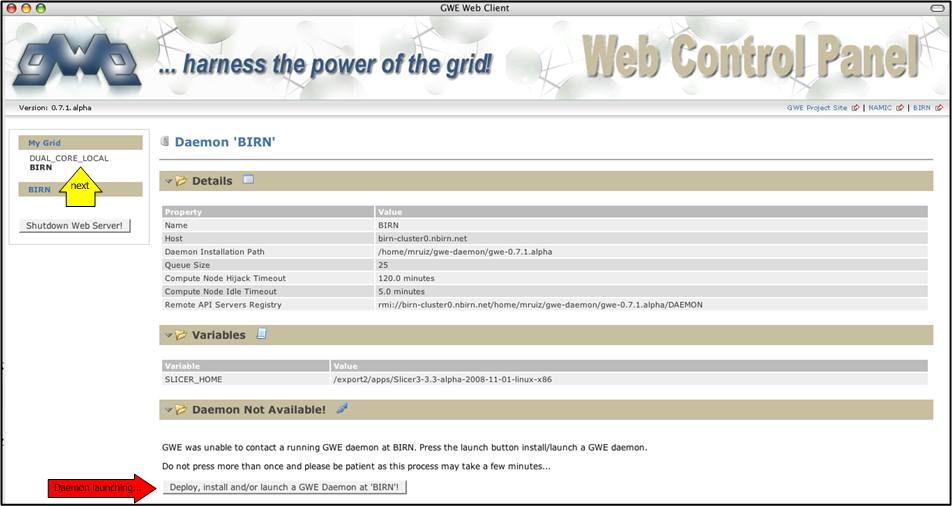 GWE Web Client
gwe ... harness the power of the grid! Web Control Panel
Version: 0.7.1.alpha
GWE Project Site | NAMIC | BIRN
My Grid
DUAL_CORE_LOCAL
BIRN
next
BIRN
Shutdown Web Server!
Daemon 'BIRN'
Details
Property Value
Name BIRN
Host birn-cluster0.nbirn.net
Daemon Installation Path /home/mruiz/gwe-daemon/gwe-0.7.1.alpha
Queue Size 25
Compute Node Hijack Timeout 120.0 minutes
Compute Node Idle Timeout 5.0 minutes
Remote API Servers Registry rmi://birn-cluster0.nbirn.net/home/mruiz/gwe-daemon/gwe-0.7.1.alpha/DAEMON
Variables
Variable Value
SLICER_HOME /export2/apps/Slicer3-3.3-alpha-2008-11-01-linux-x86
Daemon Not Available!
GWE was unable to contact a running GWE daemon at BIRN. Press the launch button install/launch a GWE daemon.
Do not press more than once and please be patient as this process may take a few minutes...
Daemon launching... Deploy, install and/or launch a GWE Daemon at 'BIRN'!